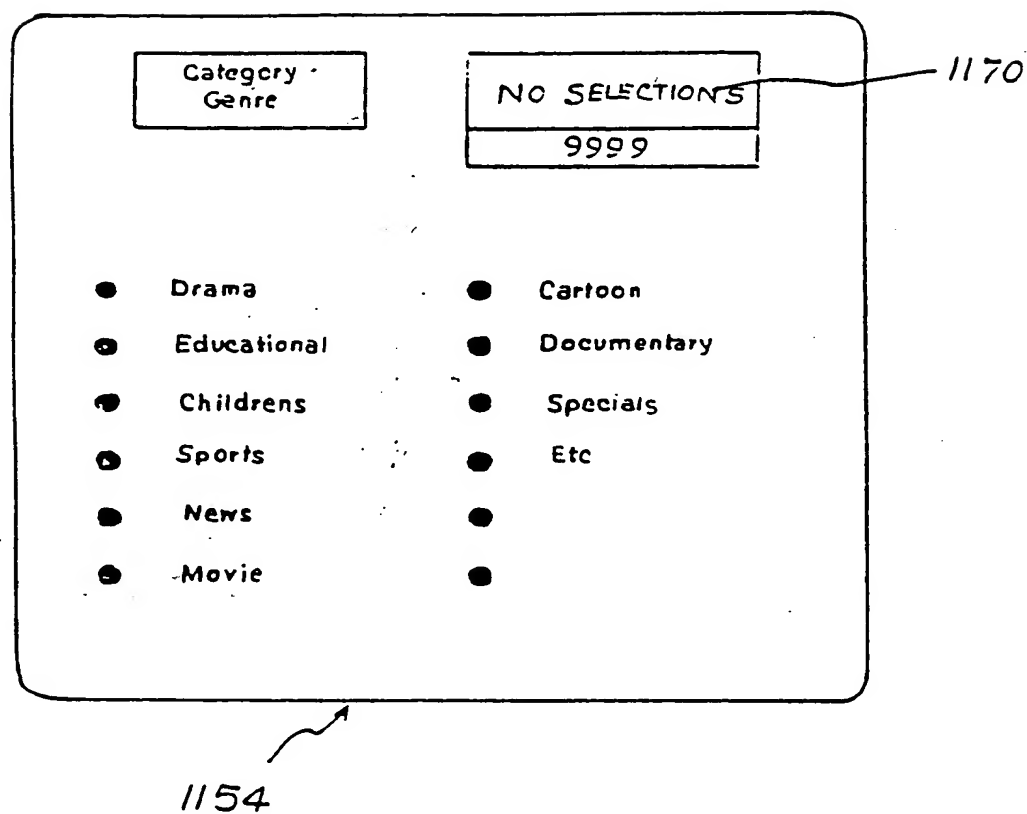 Category
Genre
NO SELECTIONS
9999
1170
Drama
Educational
Childrens
Sports
News
Movie
Cartoon
Documentary
Specials
Etc
1154